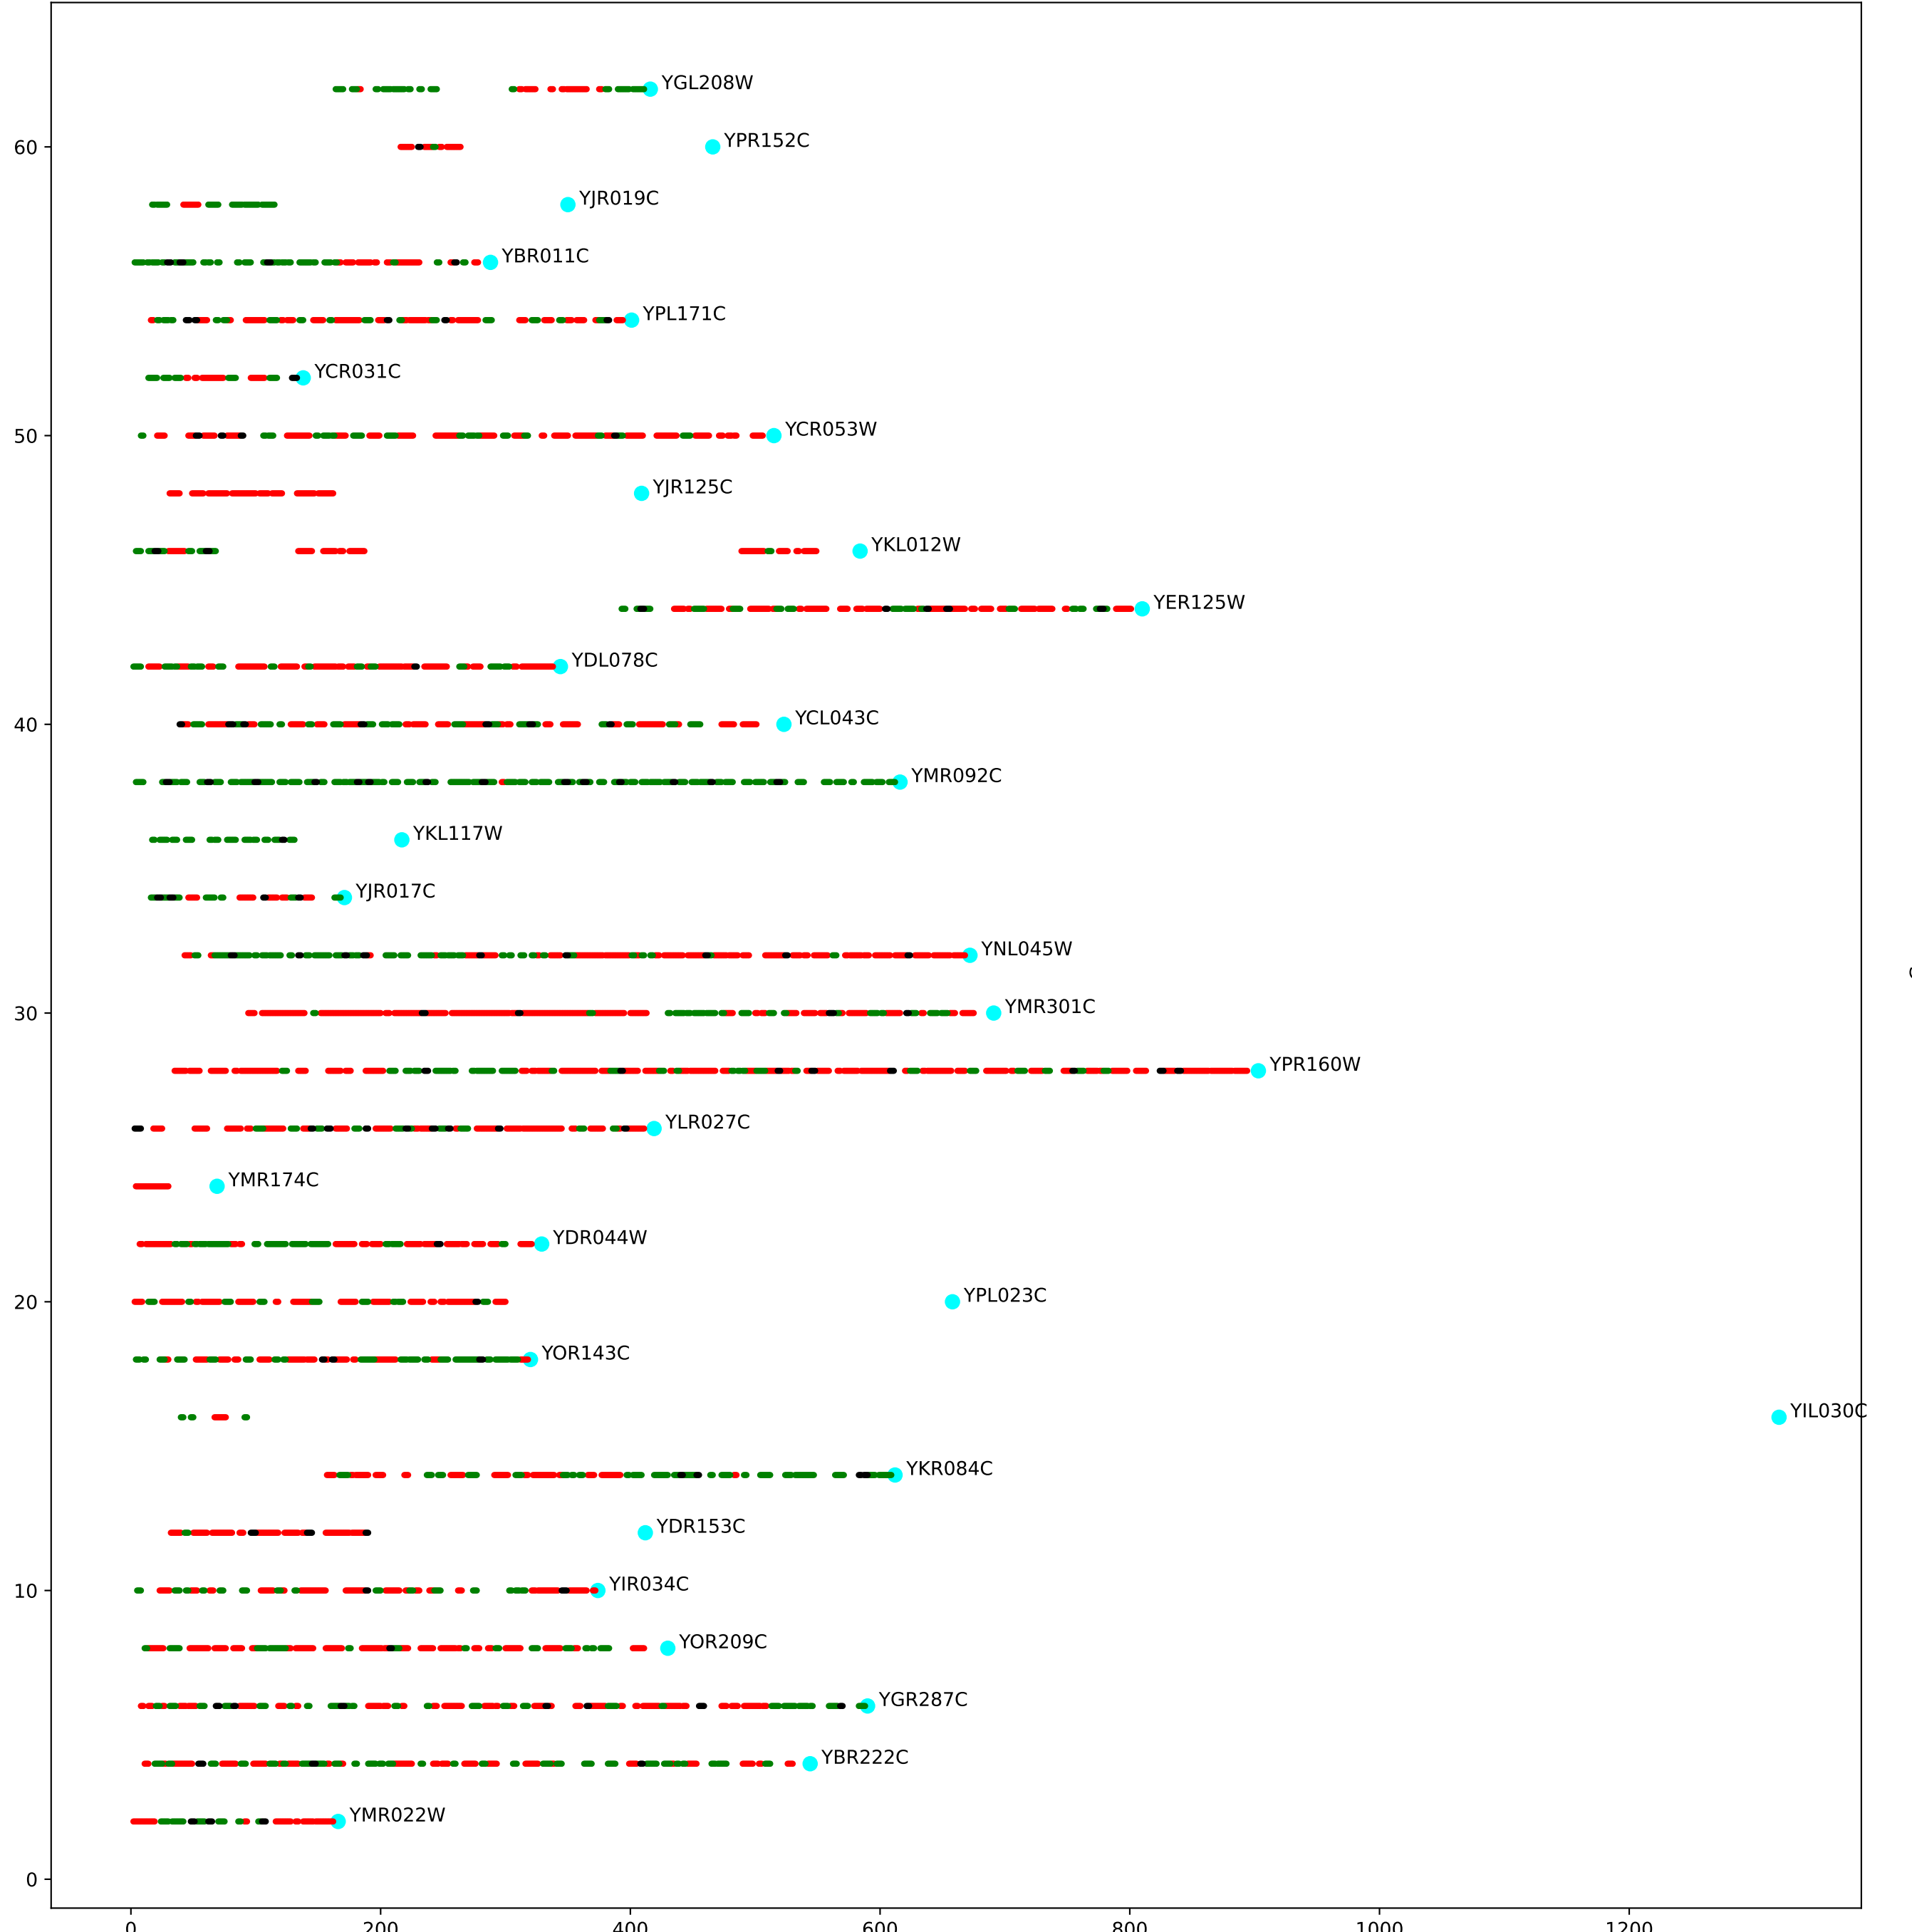 YGL208W
60
YPR152C
YJR019C
YBR011C
YPL171C
YCR031C
50
YCR053W
YJR125C
YKL012W
YER125W
YDL078C
40
YCL043C
YMR092C
YKL117W
YJR017C
YNL045W
30
YMR301C
YPR160W
YLR027C
YMR174C
YDR044W
20
YPL023C
YOR143C
YIL030C
YKR084C
YDR153C
10
YIR034C
YOR209C
YGR287C
YBR222C
YMR022W
0
0 200 400 600 800 1000 1200